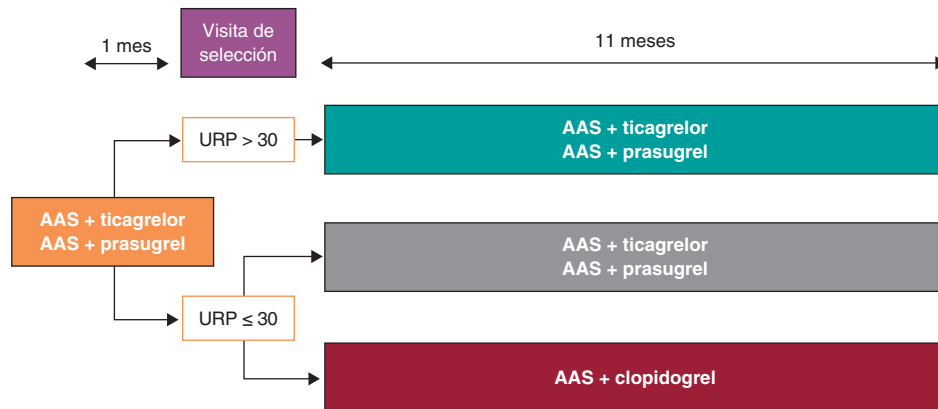 1 mes
Visita de
selección
11 meses
URP > 30
AAS + ticagrelor
AAS + prasugrel
AAS + ticagrelor
AAS + prasugrel
AAS + ticagrelor
AAS + prasugrel
URP ≤ 30
AAS + clopidogrel